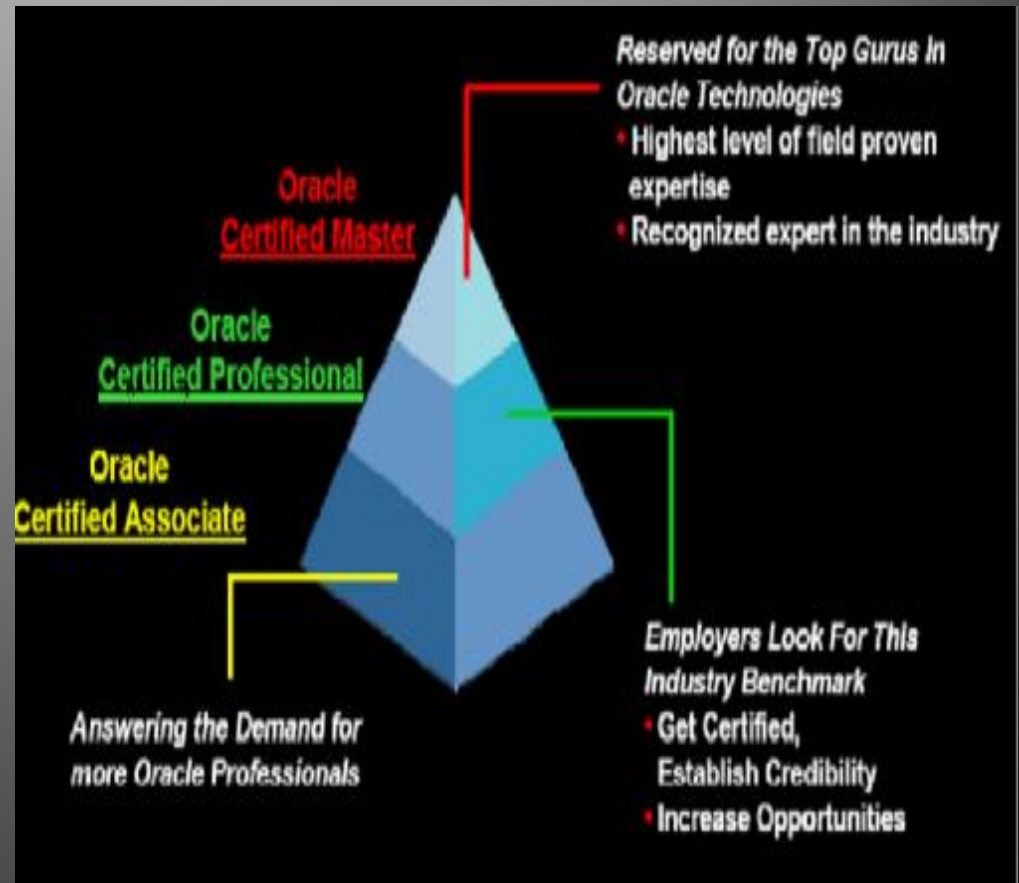 Reserved for the Top Gurus In
Oracle Technologies
• Highest level of field proven
expertise
• Recognized expert in the industry
Oracle
Certified Master
Oracle
Certified Professional
Oracle
Certified Associate
Answering the Demand for
more Oracle Professionals
Employers Look For This
Industry Benchmark
• Get Certified,
Establish Credibility
• Increase Opportunities